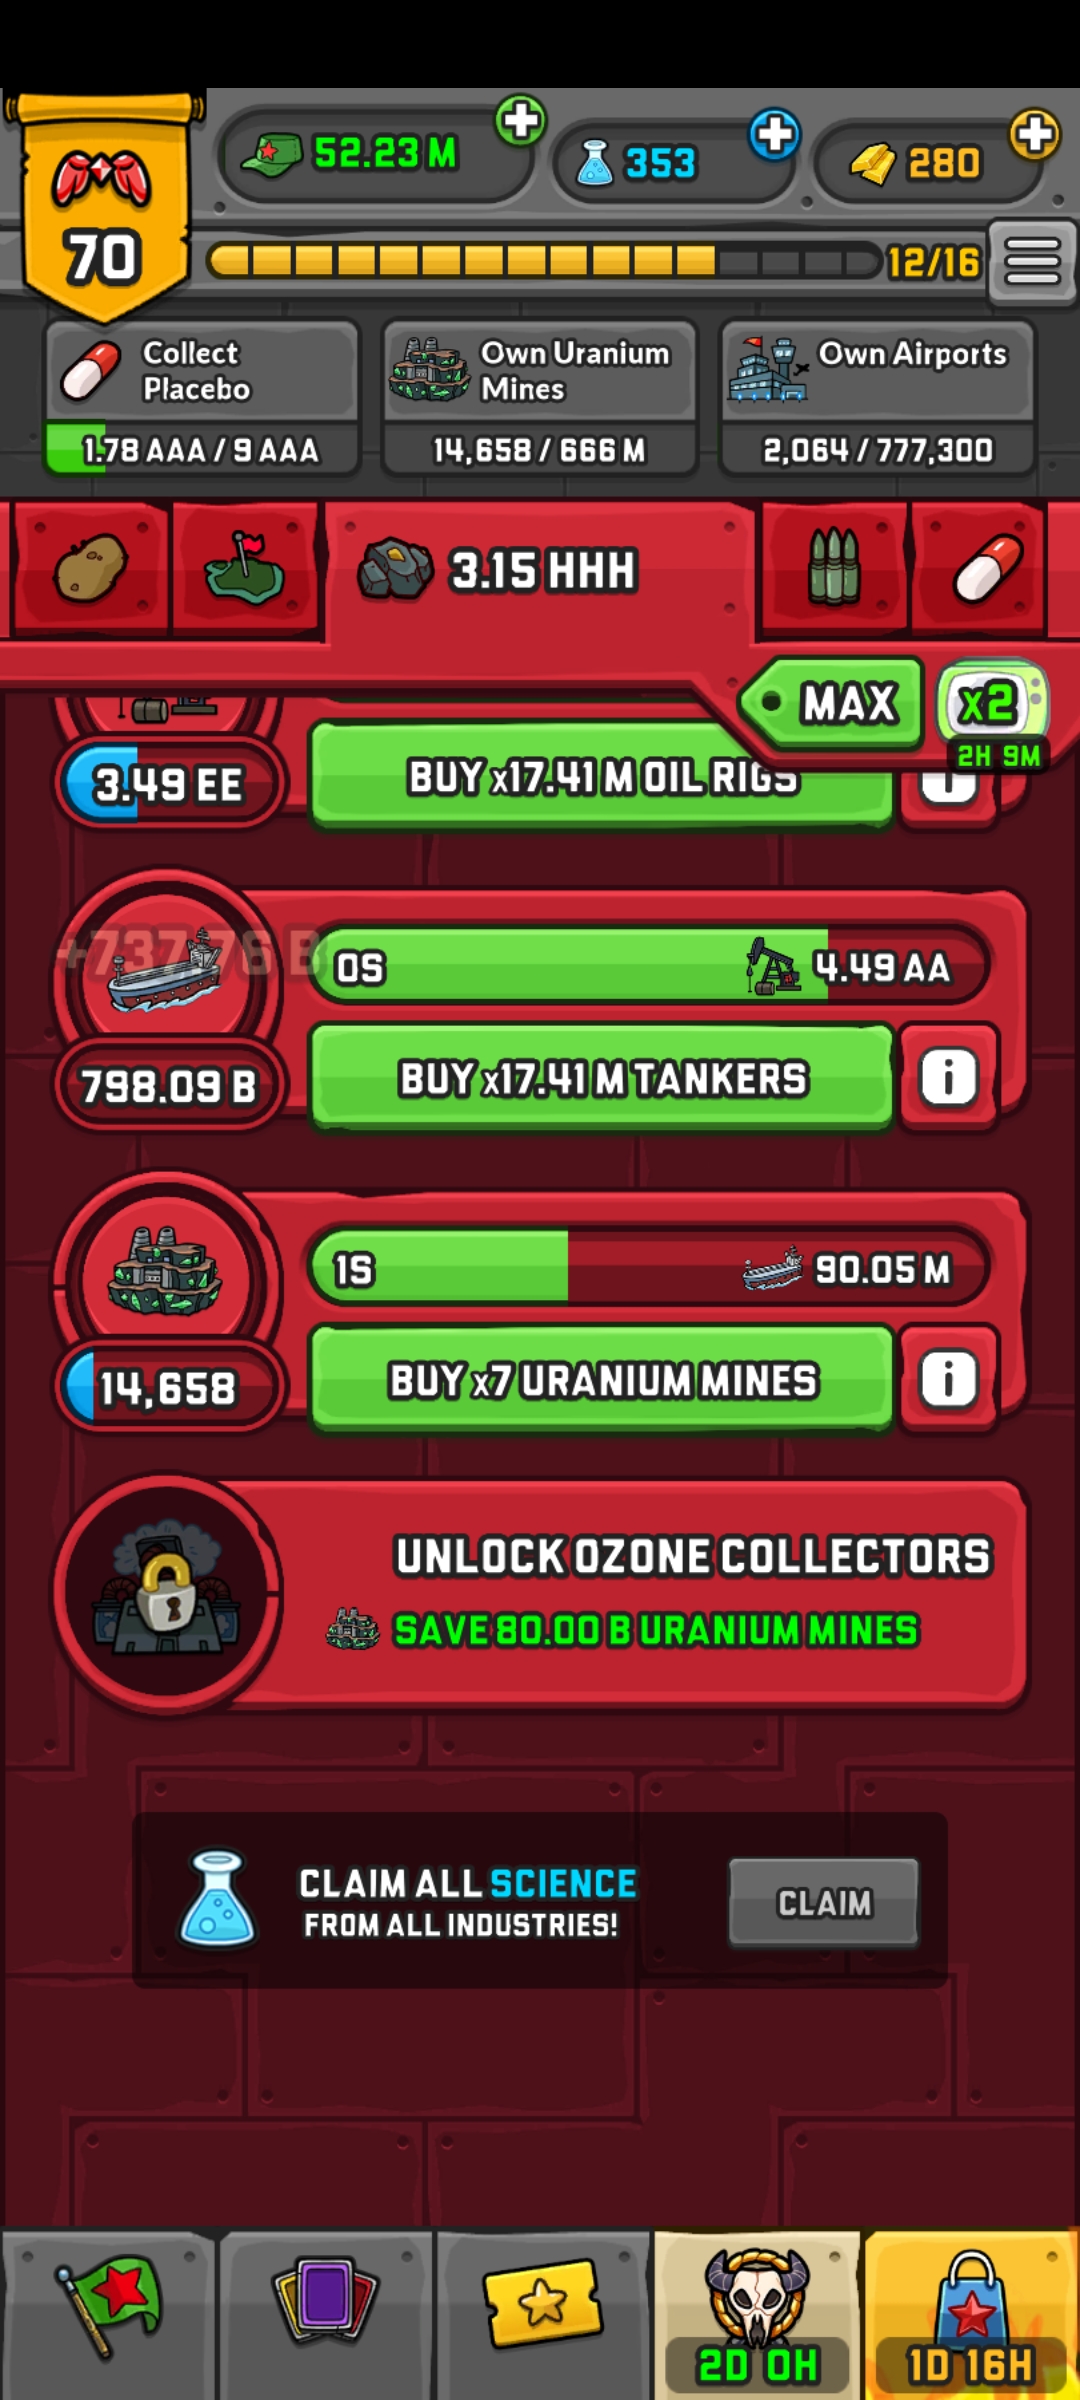 52.23 M
353
280
70
12/16
Collect
Placebo
1.78 AAA / 9 AAA
Own Uranium
Mines
14,658 / 666 M
Own Airports
2,064 / 777,300
3.15 HHH
MAX
x2
2H 9M
3.49 EE
BUY x17.41 M OIL RIGS
+737.76 B
0S
4.49 AA
798.09 B
BUY x17.41 M TANKERS
i
1S
90.05 M
14,658
BUY x7 URANIUM MINES
i
UNLOCK OZONE COLLECTORS
SAVE 80.00 B URANIUM MINES
CLAIM ALL SCIENCE
FROM ALL INDUSTRIES!
CLAIM
2D 0H
1D 16H